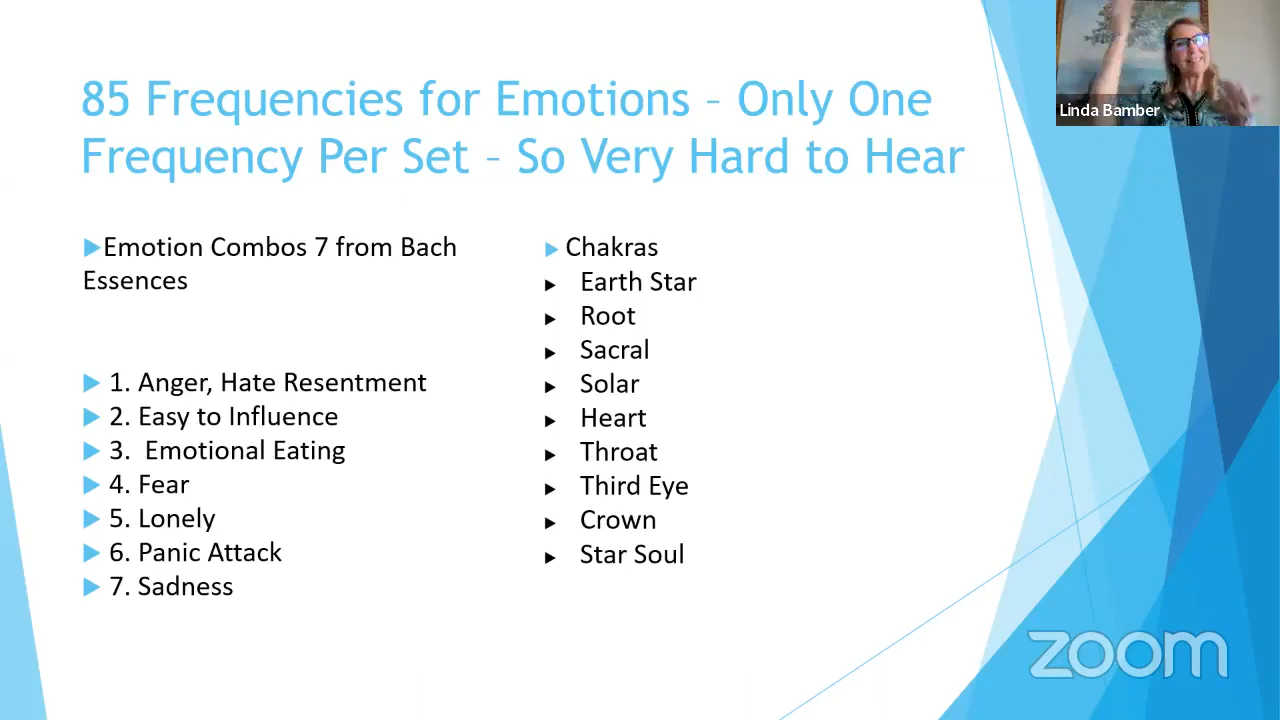 85 Frequencies for Emotions – Only One
Frequency Per Set – So Very Hard to Hear
Emotion Combos 7 from Bach
Essences
1. Anger, Hate Resentment
2. Easy to Influence
3. Emotional Eating
4. Fear
5. Lonely
6. Panic Attack
7. Sadness
Chakras
Earth Star
Root
Sacral
Solar
Heart
Throat
Third Eye
Crown
Star Soul
Linda Bamber
zoom